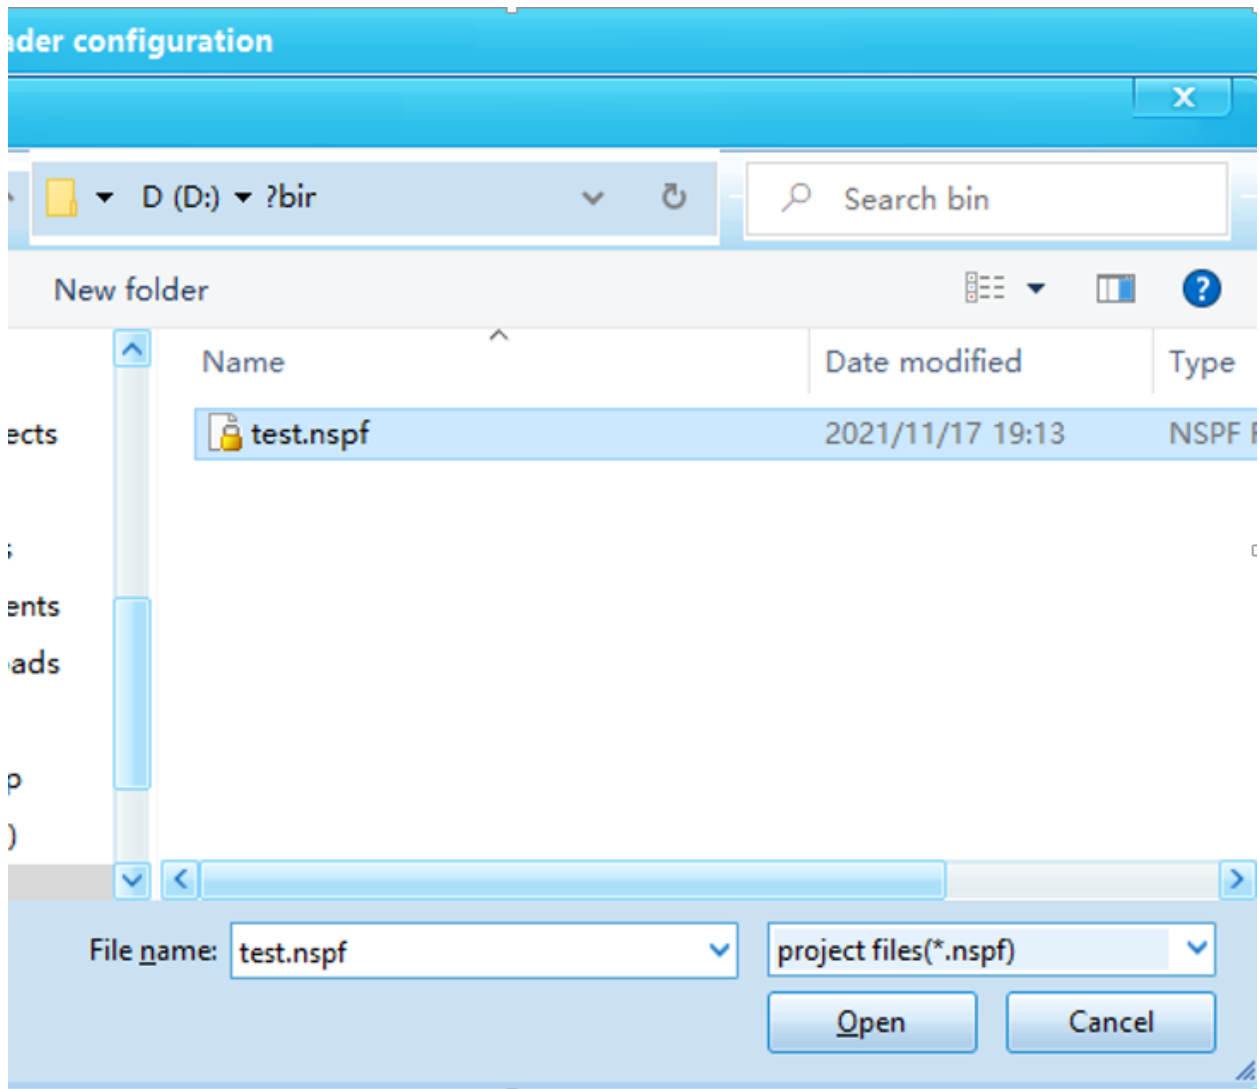 ader configuration
D (D:) ?bir
Search bin
New folder
Name Date modified Type
ects
test.nspf 2021/11/17 19:13 NSPF F
s
ents
oads
p
)
File name: test.nspf project files(*.nspf)
Open Cancel